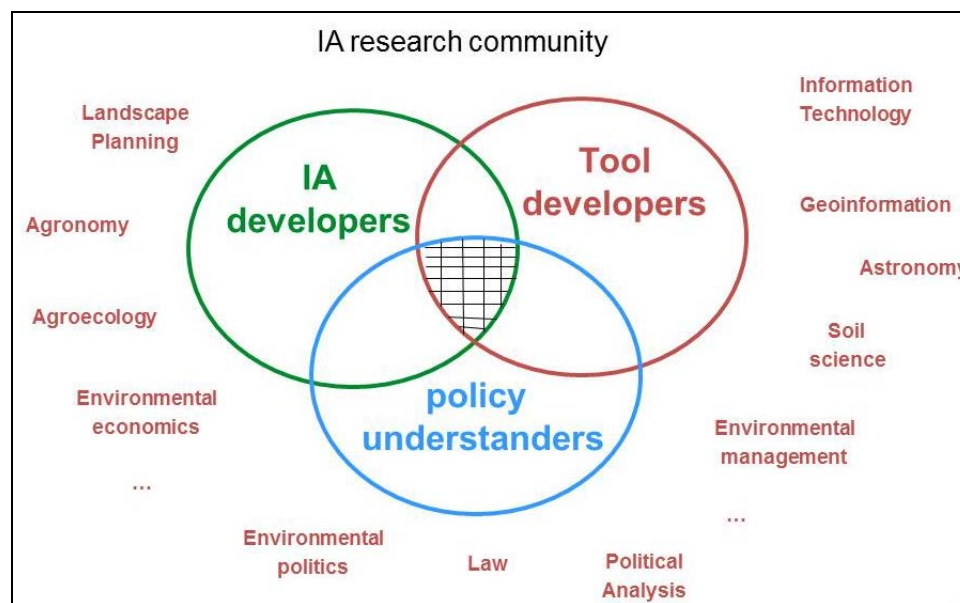 IA research community
Landscape
Planning
Information
Technology
IA
developers
Tool
developers
Agronomy
Geoinformation
Astronomy
Agroecology
Soil
science
Environmental
economics
policy
understanders
Environmental
management
...
...
Environmental
politics
Law
Political
Analysis